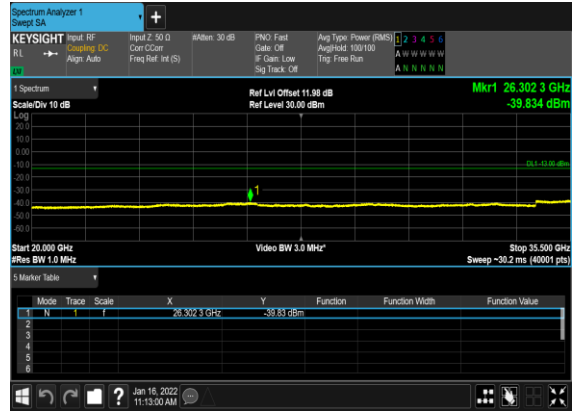 Spectrum Analyzer 1
Swept SA
+
KEYSIGHT Input: RF Input Z: 50 Ω #Atten: 30 dB PNO: Fast Avg Type: Power (RMS) 1 2 3 4 5 6
RL Coupling: DC Corr CCorr Gate: Off Avg|Hold: 100/100 A W W W W W
Align: Auto Freq Ref: Int (S) IF Gain: Low Trig: Free Run
Sig Track: Off A N N N N N
1 Spectrum Ref Lvl Offset 11.98 dB Mkr1 26.302 3 GHz
Scale/Div 10 dB Ref Level 30.00 dBm -39.834 dBm
Log
20.0
10.0
0.00
-10.0 DL1 -13.00 dBm
-20.0
-30.0 1
-40.0
-50.0
-60.0
Start 20.000 GHz Video BW 3.0 MHz* Stop 35.500 GHz
#Res BW 1.0 MHz Sweep ~30.2 ms (40001 pts)
5 Marker Table
Mode Trace Scale X Y Function Function Width Function Value
1 N 1 f 26.302 3 GHz -39.83 dBm
2
3
4
5
6
? Jan 16, 2022
11:13:00 AM